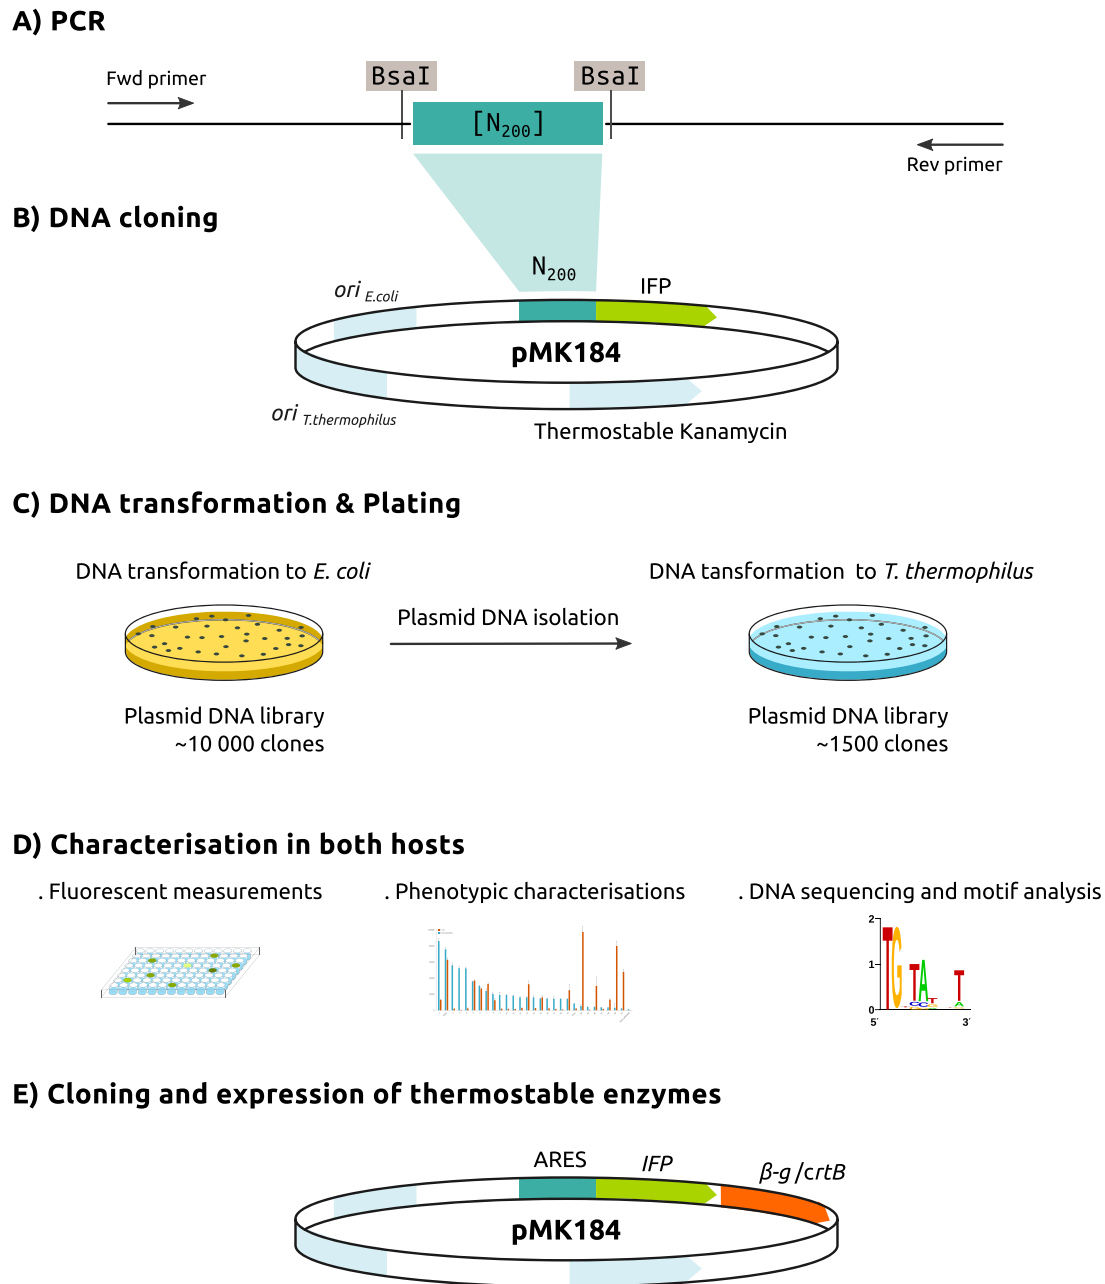 A) PCR
Fwd primer
BsaI
BsaI
[N200]
Rev primer
B) DNA cloning
N200
ori E.coli
IFP
pMK184
ori T.thermophilus
Thermostable Kanamycin
C) DNA transformation & Plating
DNA transformation to E. coli
DNA tansformation to T. thermophilus
Plasmid DNA isolation
Plasmid DNA library
~10 000 clones
Plasmid DNA library
~1500 clones
D) Characterisation in both hosts
. Fluorescent measurements
. Phenotypic characterisations
. DNA sequencing and motif analysis
2
1
0
TG TA T
5′
3′
E) Cloning and expression of thermostable enzymes
ARES
IFP
β-g /crtB
pMK184